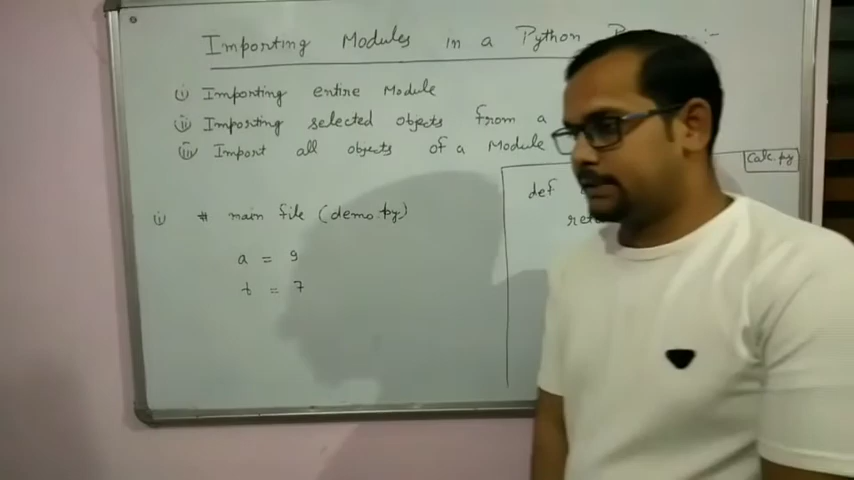 Importing Modules in a Python
(i) Importing entire Module
(ii) Importing selected objects from a
(iii) Import all objects of a Module
Calc.py
def
(i) # main file (demo.py)
a = 9
t = 7